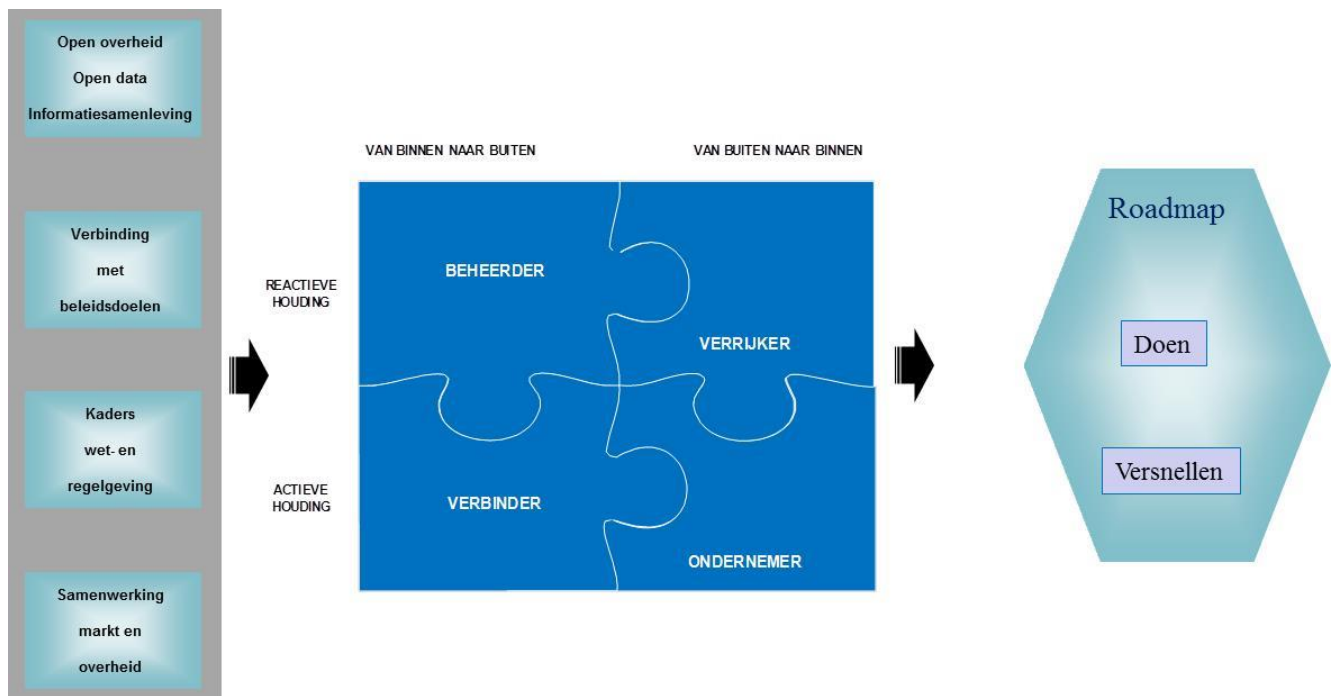 Open overheid
Open data
Informatiesamenleving
Verbinding
met
beleidsdoelen
Kaders
wet- en
regelgeving
Samenwerking
markt en
overheid
VAN BINNEN NAAR BUITEN
VAN BUITEN NAAR BINNEN
REACTIEVE
HOUDING
BEHEERDER
VERRIJKER
ACTIEVE
HOUDING
VERBINDER
ONDERNEMER
Roadmap
Doen
Versnellen